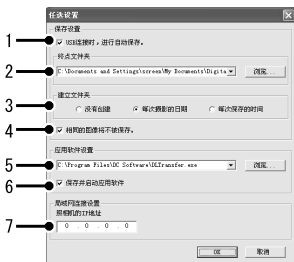 任选设置
保存设置
1 USB连接时，进行自动保存。
终点文件夹
2 C:\Documents and Settings\screen\My Documents\Digita 浏览...
建立文件夹
3 没有创建 每次摄影的日期 每次保存的时间
4 相同的图像将不被保存。
应用软件设置
5 C:\Program Files\DC Software\DLTransfer.exe 浏览...
6 保存并启动应用软件
局域网连接设置
照相机的IP地址
7 0 . 0 . 0 . 0
OK 取消